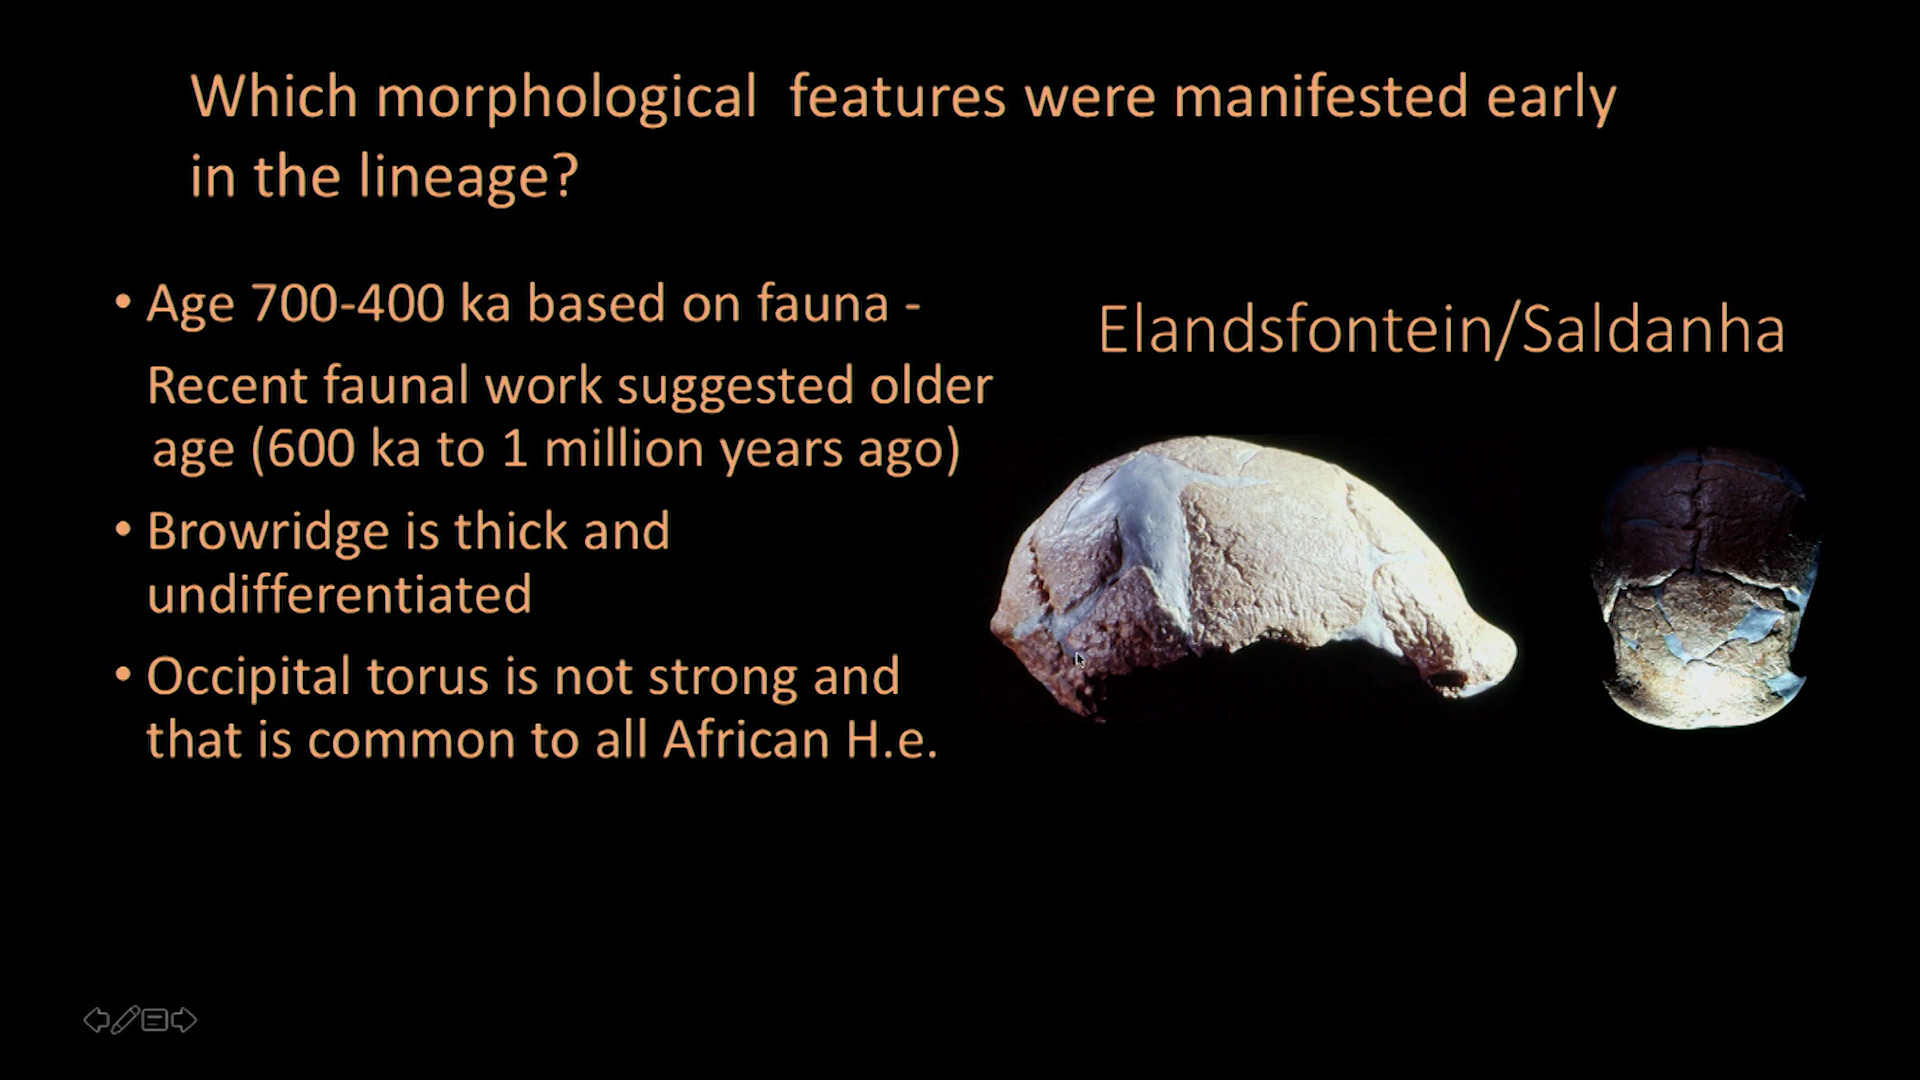 Which morphological  features were manifested early
in the lineage?
• Age 700-400 ka based on fauna -
Recent faunal work suggested older
age (600 ka to 1 million years ago)
• Browridge is thick and
undifferentiated
• Occipital torus is not strong and
that is common to all African H.e.
Elandsfontein/Saldanha